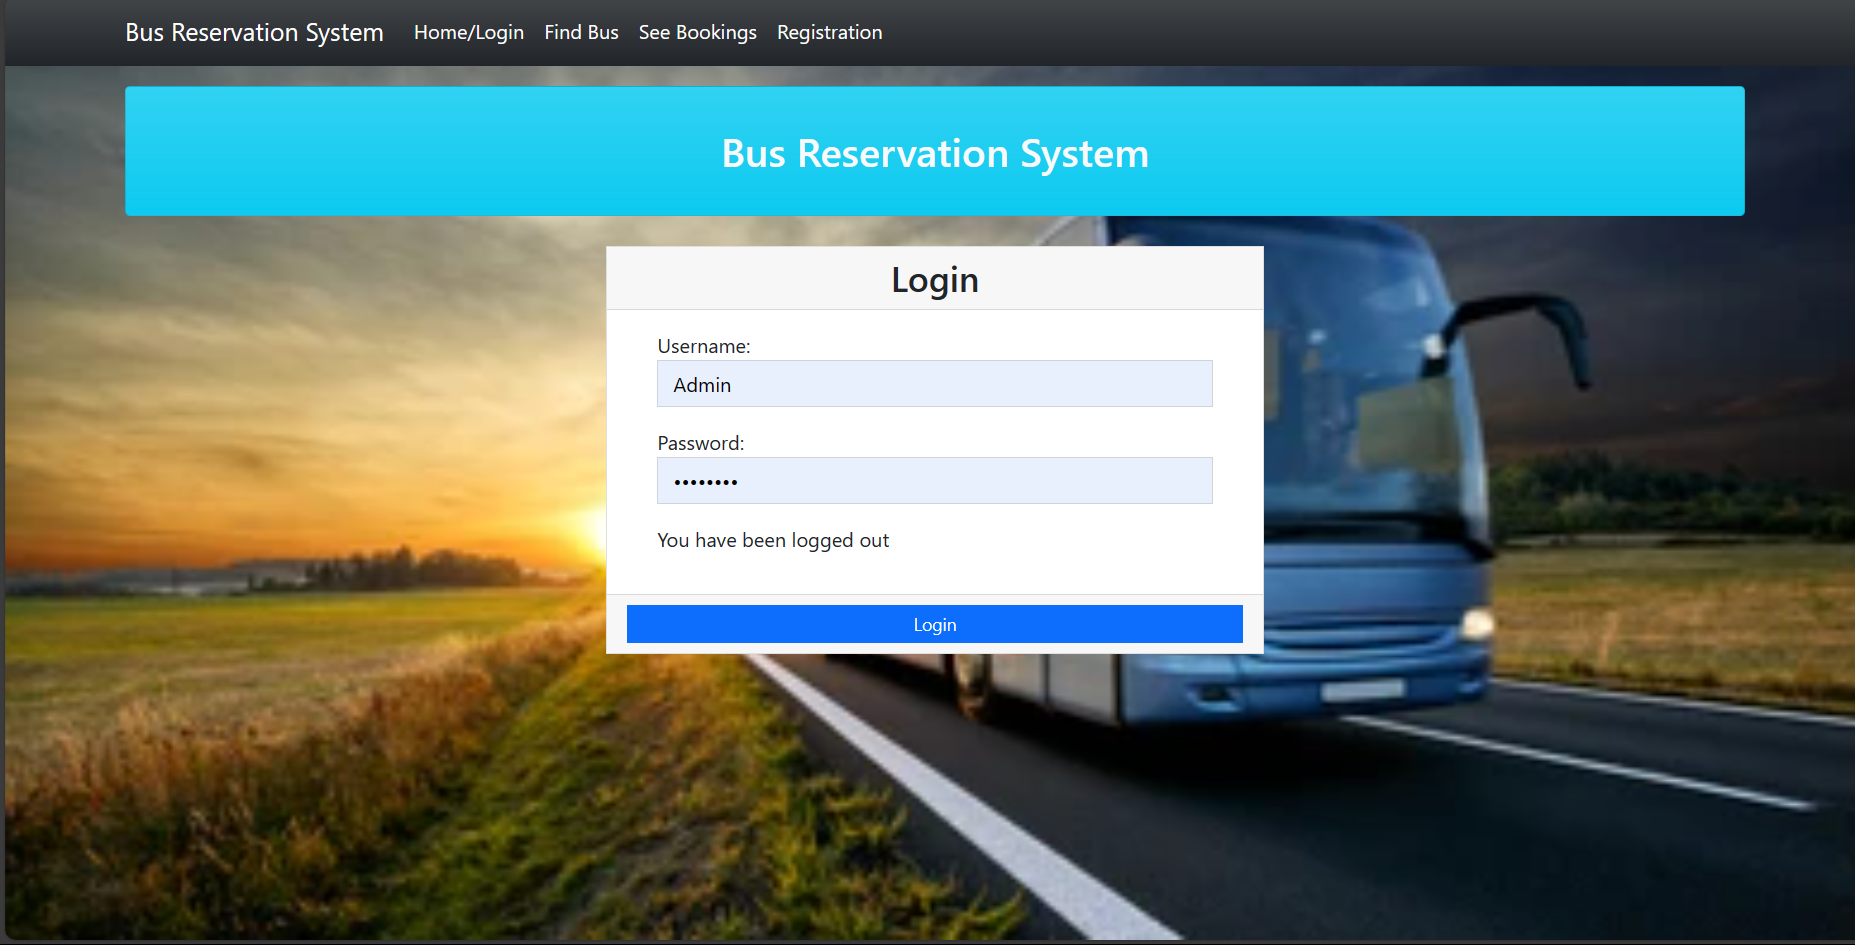 Bus Reservation System Home/Login Find Bus See Bookings Registration
Bus Reservation System
Login
Username:
Admin
Password:
••••••••
You have been logged out
Login